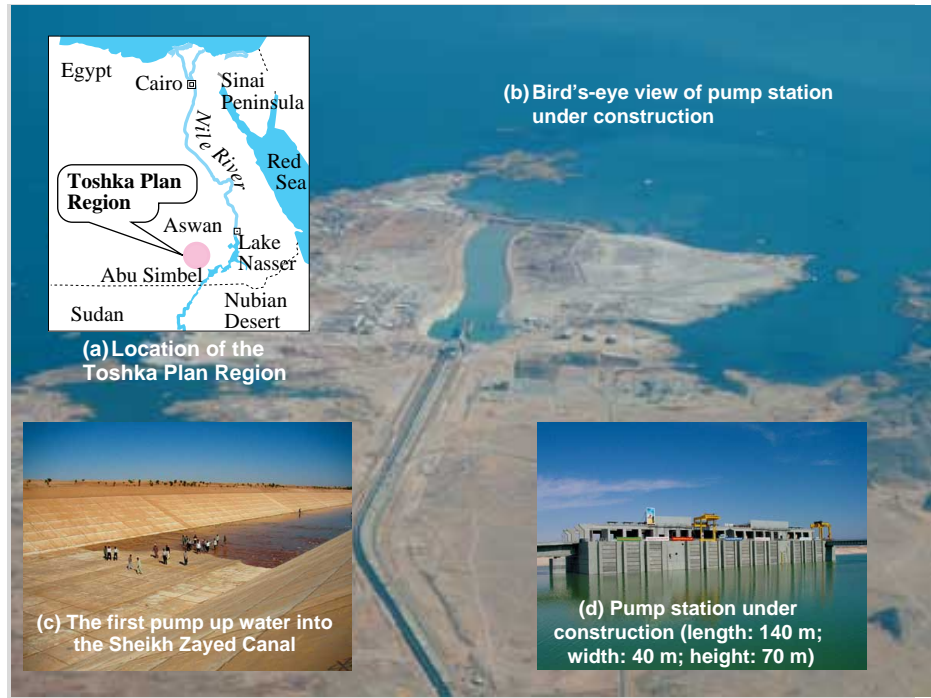 Egypt
Cairo
Sinai
Peninsula
Nile River
Red
Sea
Toshka Plan
Region
Aswan
Lake
Nasser
Abu Simbel
Sudan
Nubian
Desert
(a) Location of the
Toshka Plan Region
(b) Bird's-eye view of pump station
under construction
(c) The first pump up water into
the Sheikh Zayed Canal
(d) Pump station under
construction (length: 140 m;
width: 40 m; height: 70 m)